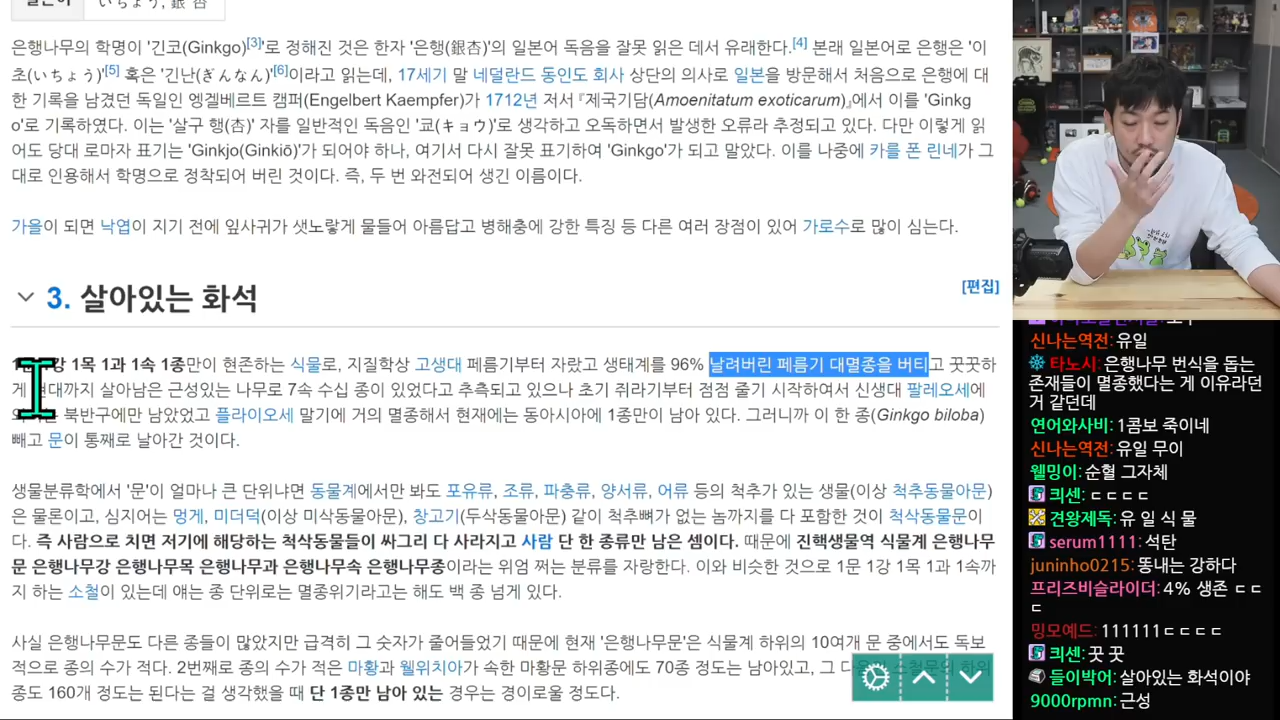 いちょう, 銀杏
은행나무의 학명이 '긴코(Ginkgo)[3]'로 정해진 것은 한자 '은행(銀杏)'의 일본어 독음을 잘못 읽은 데서 유래한다.[4] 본래 일본어로 은행은 '이
초(いちょう)'[5] 혹은 '긴난(ぎんなん)'[6]이라고 읽는데, 17세기 말 네덜란드 동인도 회사 상단의 의사로 일본을 방문해서 처음으로 은행에 대
한 기록을 남겼던 독일인 엥겔베르트 캠퍼(Engelbert Kaempfer)가 1712년 저서 『제국기담(Amoenitatum exoticarum)』에서 이를 'Ginkg
o'로 기록하였다. 이는 '살구 행(杏)' 자를 일반적인 독음인 '쿄(キョウ)'로 생각하고 오독하면서 발생한 오류라 추정되고 있다. 다만 이렇게 읽
어도 당대 로마자 표기는 'Ginkjo(Ginkiō)'가 되어야 하나, 여기서 다시 잘못 표기하여 'Ginkgo'가 되고 말았다. 이를 나중에 카를 폰 린네가 그
대로 인용해서 학명으로 정착되어 버린 것이다. 즉, 두 번 와전되어 생긴 이름이다.
가을이 되면 낙엽이 지기 전에 잎사귀가 샛노랗게 물들어 아름답고 병해충에 강한 특징 등 다른 여러 장점이 있어 가로수로 많이 심는다.
3. 살아있는 화석
[편집]
강 1목 1과 1속 1종만이 현존하는 식물로, 지질학상 고생대 페름기부터 자랐고 생태계를 96% 날려버린 페름기 대멸종을 버티고 꿋꿋하
게 현대까지 살아남은 근성있는 나무로 7속 수십 종이 있었다고 추측되고 있으나 초기 쥐라기부터 점점 줄기 시작하여서 신생대 팔레오세에
북반구에만 남았었고 플라이오세 말기에 거의 멸종해서 현재에는 동아시아에 1종만이 남아 있다. 그러니까 이 한 종(Ginkgo biloba)
빼고 문이 통째로 날아간 것이다.
생물분류학에서 '문'이 얼마나 큰 단위냐면 동물계에서만 봐도 포유류, 조류, 파충류, 양서류, 어류 등의 척추가 있는 생물(이상 척추동물아문)
은 물론이고, 심지어는 멍게, 미더덕(이상 미삭동물아문), 창고기(두삭동물아문) 같이 척추뼈가 없는 놈까지를 다 포함한 것이 척삭동물문이
다. 즉 사람으로 치면 저기에 해당하는 척삭동물들이 싸그리 다 사라지고 사람 단 한 종류만 남은 셈이다. 때문에 진핵생물역 식물계 은행나무
문 은행나무강 은행나무목 은행나무과 은행나무속 은행나무종이라는 위엄 쩌는 분류를 자랑한다. 이와 비슷한 것으로 1문 1강 1목 1과 1속까
지 하는 소철이 있는데 얘는 종 단위로는 멸종위기라고는 해도 백 종 넘게 있다.
사실 은행나무문도 다른 종들이 많았지만 급격히 그 숫자가 줄어들었기 때문에 현재 '은행나무문'은 식물계 하위의 10여개 문 중에서도 독보
적으로 종의 수가 적다. 2번째로 종의 수가 적은 마황과 웰위치아가 속한 마황문 하위종에도 70종 정도는 남아있고, 그 다음 소철문의 하위
종도 160개 정도는 된다는 걸 생각했을 때 단 1종만 남아 있는 경우는 경이로울 정도다.
신나는역전: 유일
타노시: 은행나무 번식을 돕는
존재들이 멸종했다는 게 이유라던
거 같던데
연어와사비: 1콤보 죽이네
신나는역전: 유일 무이
웰밍이: 순혈 그자체
킈센: ㄷㄷㄷㄷ
견왕제독: 유 일 식 물
serum1111: 석탄
juninho0215: 똥내는 강하다
프리즈비슬라이더: 4% 생존 ㄷㄷ
ㄷ
밍모예드: 111111ㄷㄷㄷㄷ
킈센: 끗 끗
들이박어: 살아있는 화석이야
9000rpmn: 근성